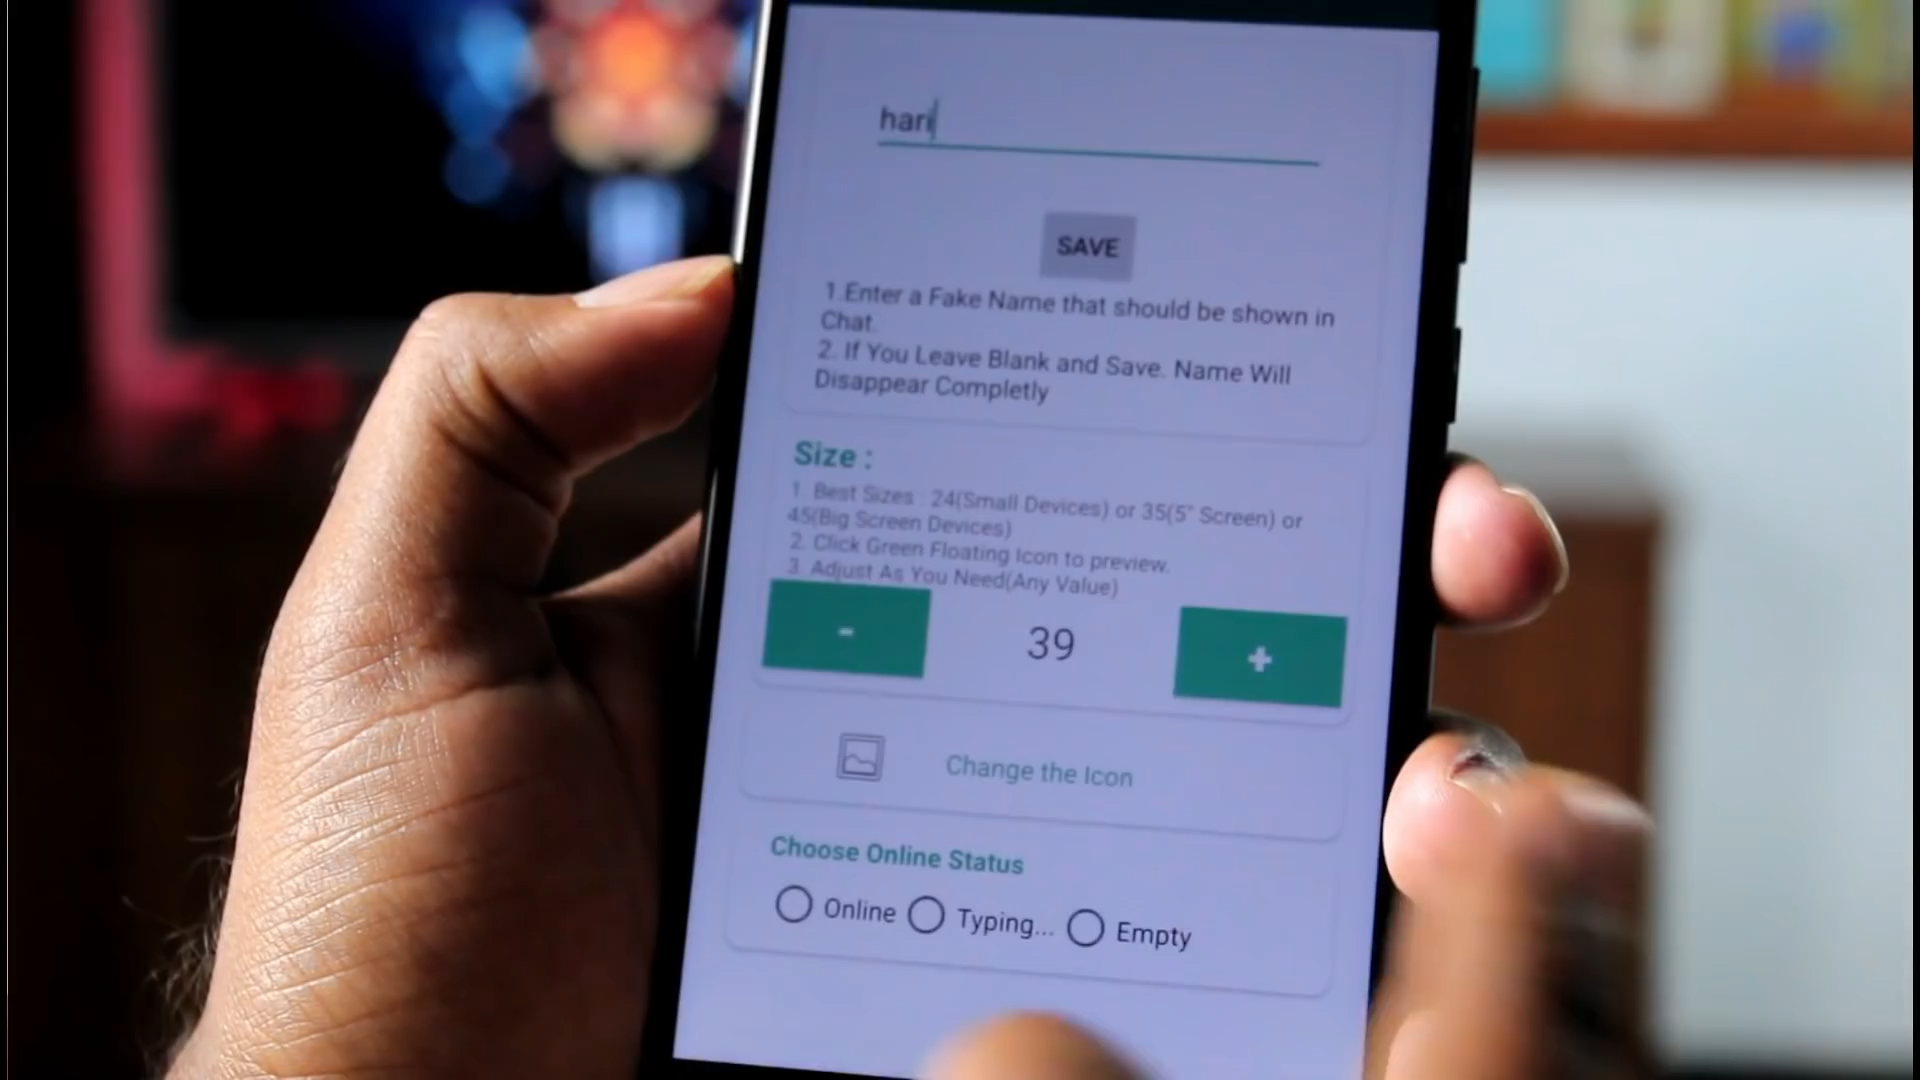 hari
SAVE
1.Enter a Fake Name that should be shown in
Chat.
2. If You Leave Blank and Save. Name Will
Disappear Completly
Size :
1. Best Sizes : 24(Small Devices) or 35(5" Screen) or
45(Big Screen Devices)
2. Click Green Floating Icon to preview.
3. Adjust As You Need(Any Value)
- 39 +
Change the Icon
Choose Online Status
Online Typing... Empty